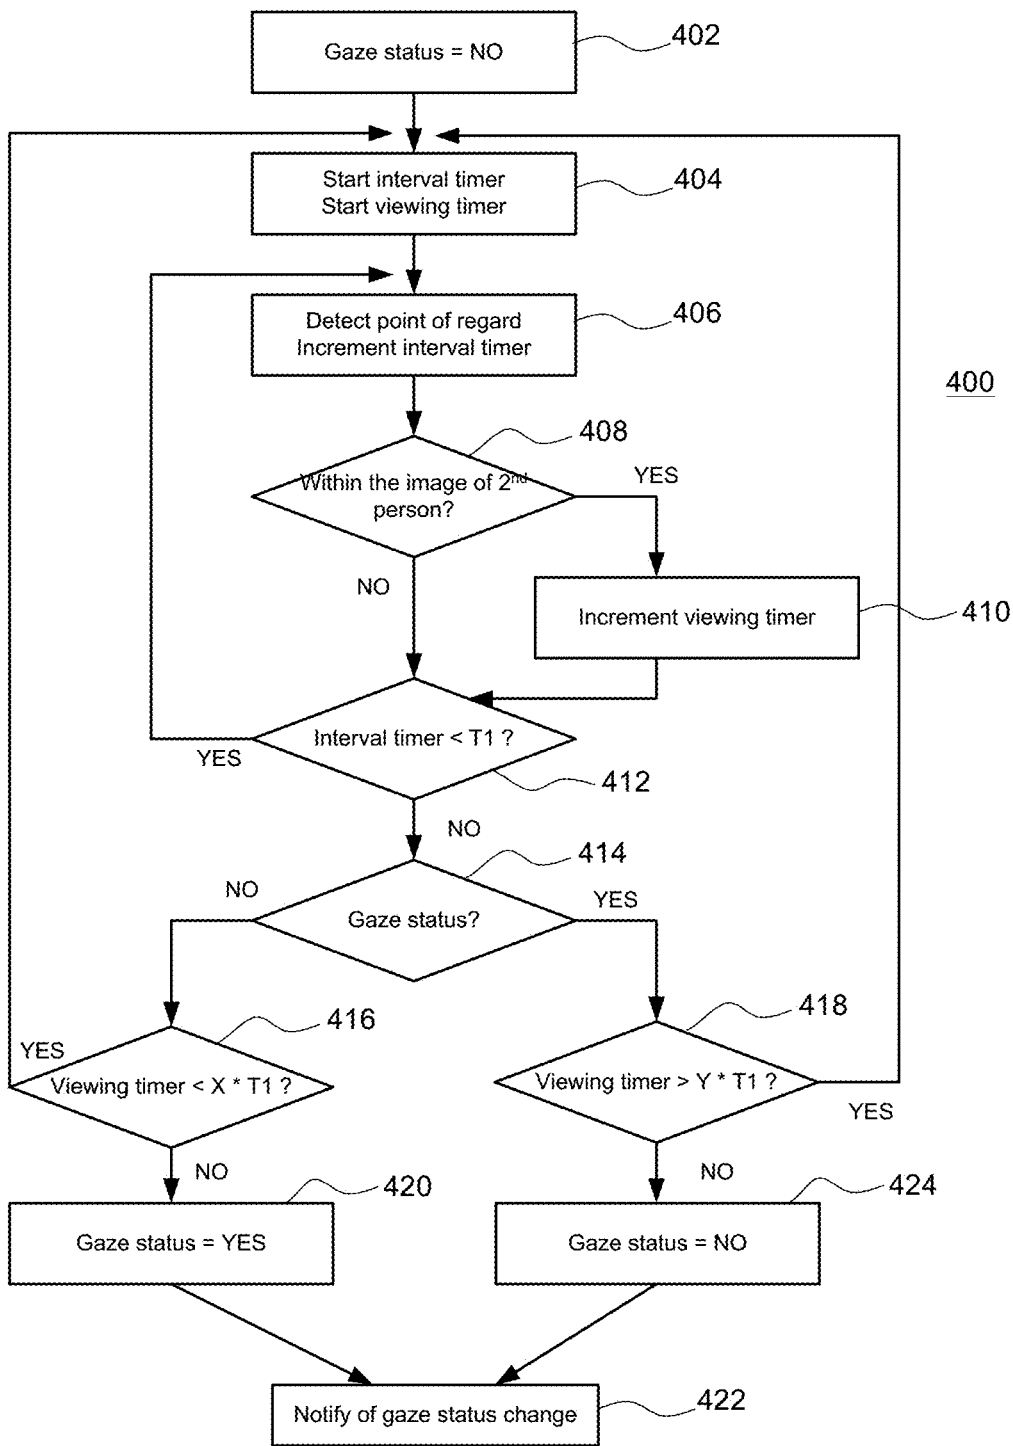 Gaze status = NO
402
Start interval timer
Start viewing timer
404
Detect point of regard
Increment interval timer
406
400
408
Within the image of 2nd
person?
YES
NO
Increment viewing timer
410
Interval timer < T1 ?
YES
412
NO
414
NO
YES
Gaze status?
416
418
YES
Viewing timer < X * T1 ?
Viewing timer > Y * T1 ?
YES
NO
NO
420
424
Gaze status = YES
Gaze status = NO
Notify of gaze status change
422